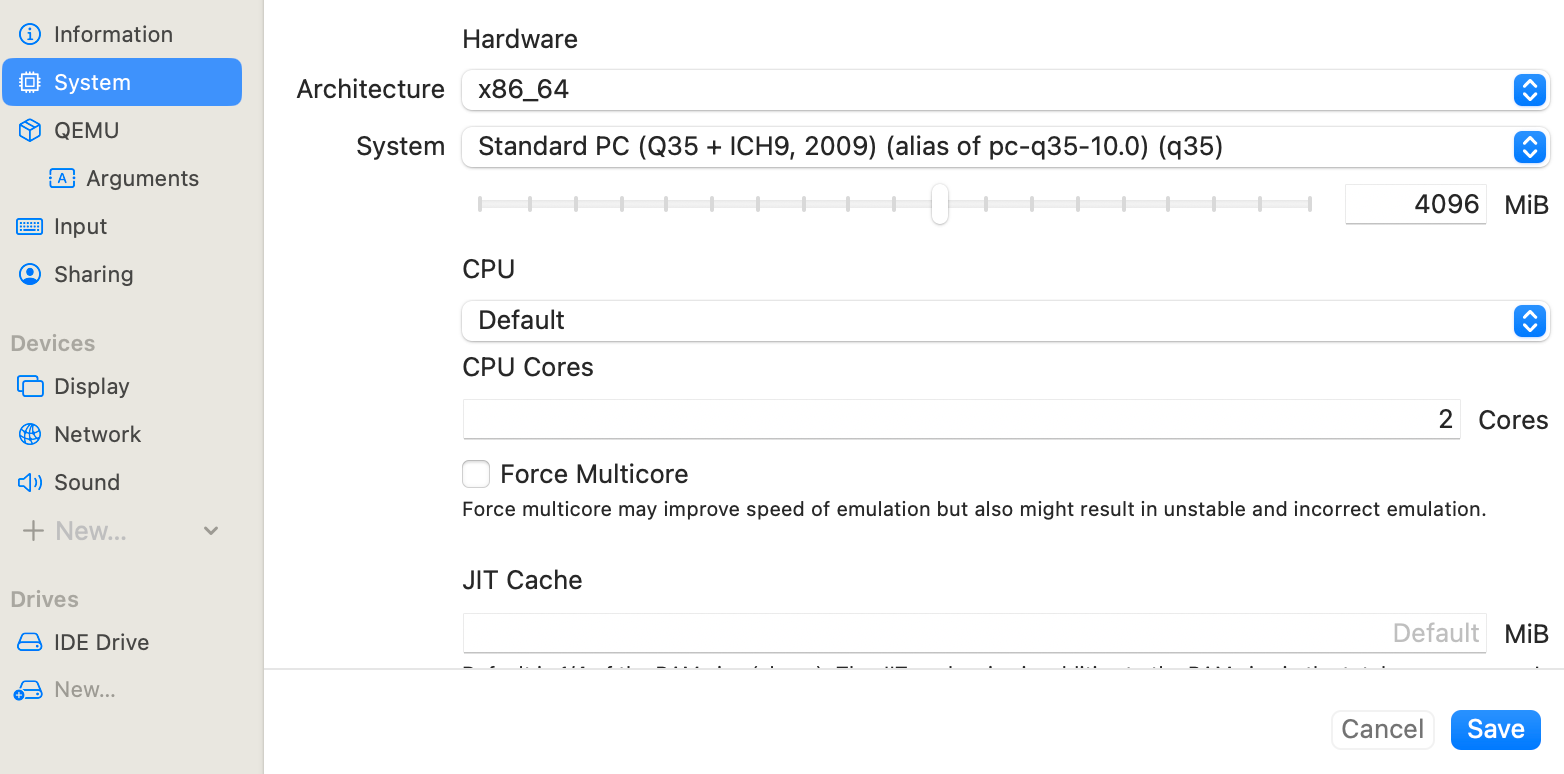 Information
System
QEMU
A Arguments
Input
Sharing
Devices
Display
Network
Sound
New...
Drives
IDE Drive
New...
Hardware
Architecture x86_64
System Standard PC (Q35 + ICH9, 2009) (alias of pc-q35-10.0) (q35)
4096 MiB
CPU
Default
CPU Cores
2 Cores
Force Multicore
Force multicore may improve speed of emulation but also might result in unstable and incorrect emulation.
JIT Cache
Default MiB
Cancel Save